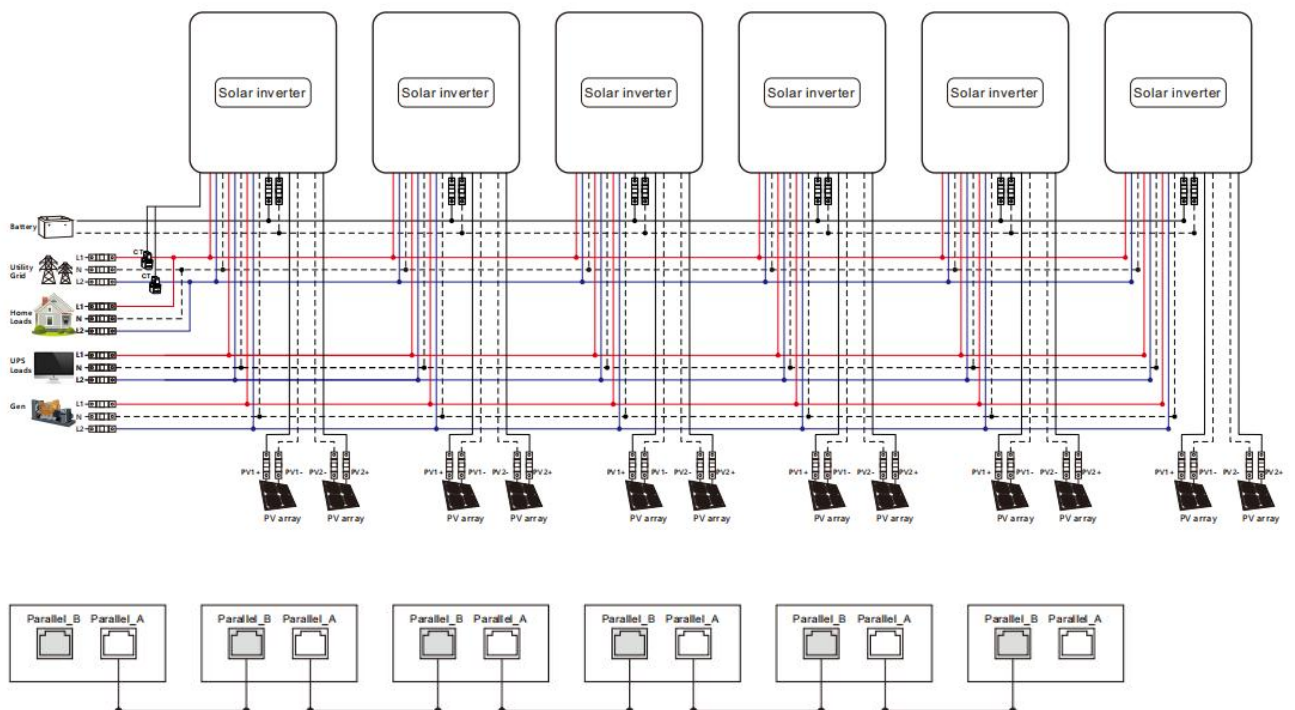 Solar inverter Solar inverter Solar inverter Solar inverter Solar inverter Solar inverter
Battery
CT
L1
Utility
Grid
N
CT
L2
L1
Home
Loads
N
L2
L1
UPS
Loads
N
L2
L1
Gen
N
L2
PV1+ PV1- PV2- PV2+ PV1+ PV1- PV2- PV2+ PV1+ PV1- PV2- PV2+ PV1+ PV1- PV2- PV2+ PV1+ PV1- PV2- PV2+ PV1+ PV1- PV2- PV2+
PV array PV array PV array PV array PV array PV array PV array PV array PV array PV array PV array PV array
Parallel_B Parallel_A Parallel_B Parallel_A Parallel_B Parallel_A Parallel_B Parallel_A Parallel_B Parallel_A Parallel_B Parallel_A